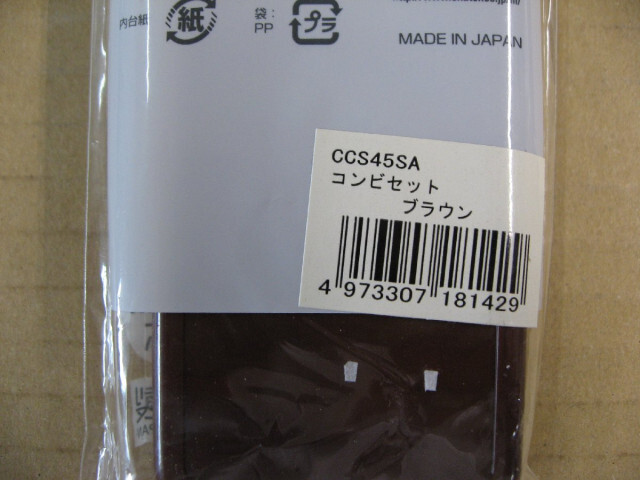 内台紙
紙
袋:
PP
プラ
MADE IN JAPAN
CCS45SA
コンビセット
ブラウン
4 973307 181429